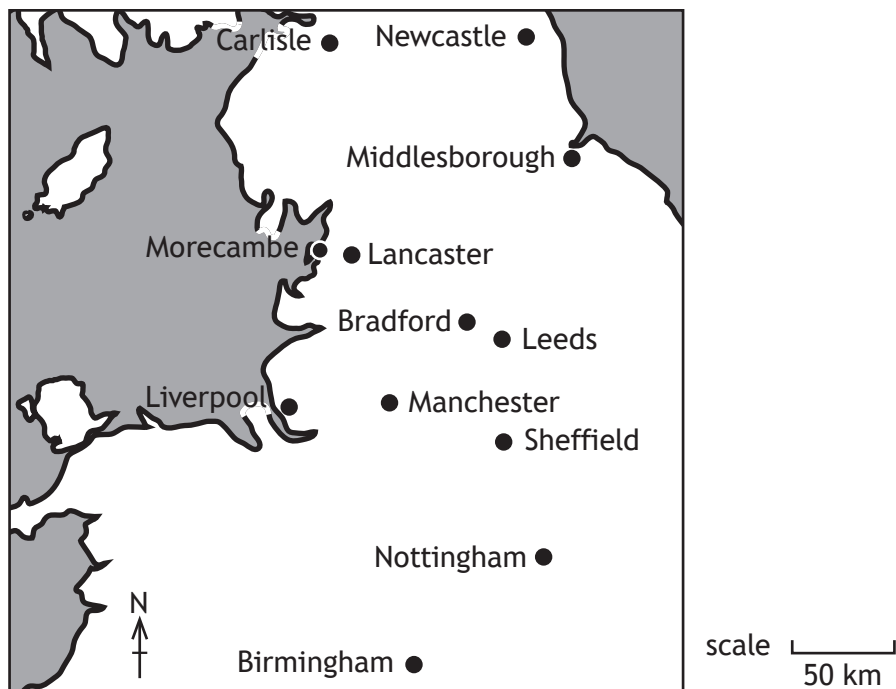 Carlisle
Newcastle
Middlesborough
Morecambe
Lancaster
Bradford
Leeds
Liverpool
Manchester
Sheffield
Nottingham
N
Birmingham
scale
50 km